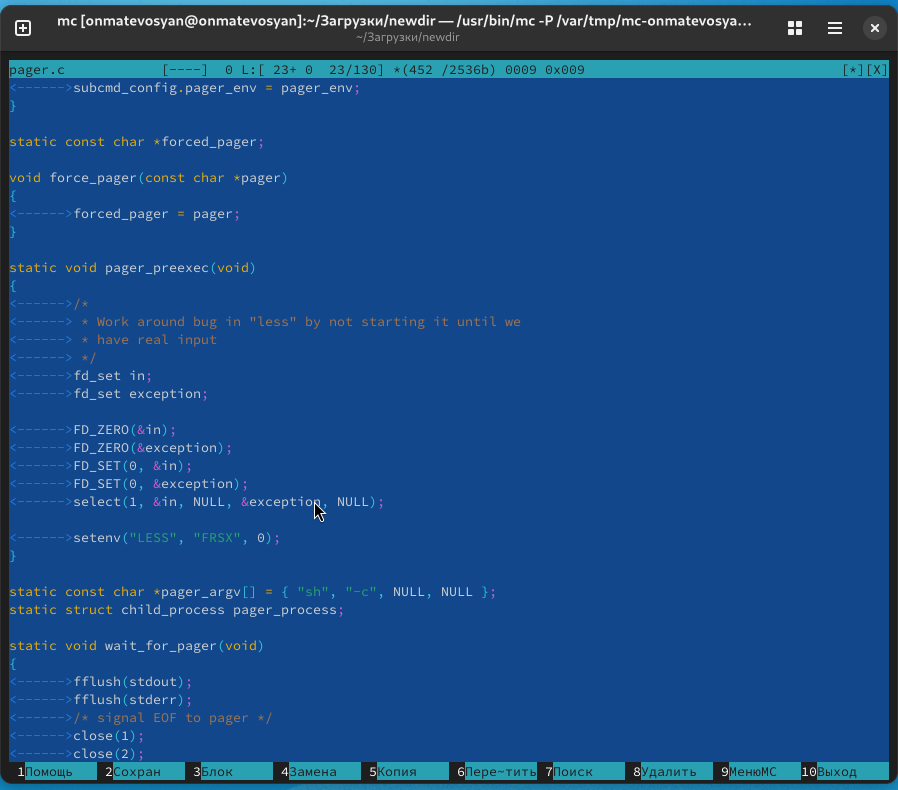 mc [onmatevosyan@onmatevosyan]:~/Загрузки/newdir — /usr/bin/mc -P /var/tmp/mc-onmatevosya…
~/Загрузки/newdir
pager.c            [----]  0 L:[ 23+ 0  23/130] *(452 /2536b) 0009 0x009                                [*][X]
<------>subcmd_config.pager_env = pager_env;
}
static const char *forced_pager;
void force_pager(const char *pager)
{
<------>forced_pager = pager;
}
static void pager_preexec(void)
{
<------>/*
<------> * Work around bug in "less" by not starting it until we
<------> * have real input
<------> */
<------>fd_set in;
<------>fd_set exception;
<------>FD_ZERO(&in);
<------>FD_ZERO(&exception);
<------>FD_SET(0, &in);
<------>FD_SET(0, &exception);
<------>select(1, &in, NULL, &exception, NULL);
<------>setenv("LESS", "FRSX", 0);
}
static const char *pager_argv[] = { "sh", "-c", NULL, NULL };
static struct child_process pager_process;
static void wait_for_pager(void)
{
<------>fflush(stdout);
<------>fflush(stderr);
<------>/* signal EOF to pager */
<------>close(1);
<------>close(2);
1Помощь 2Сохран 3Блок 4Замена 5Копия 6Пере~тить 7Поиск 8Удалить 9МенюMC 10Выход